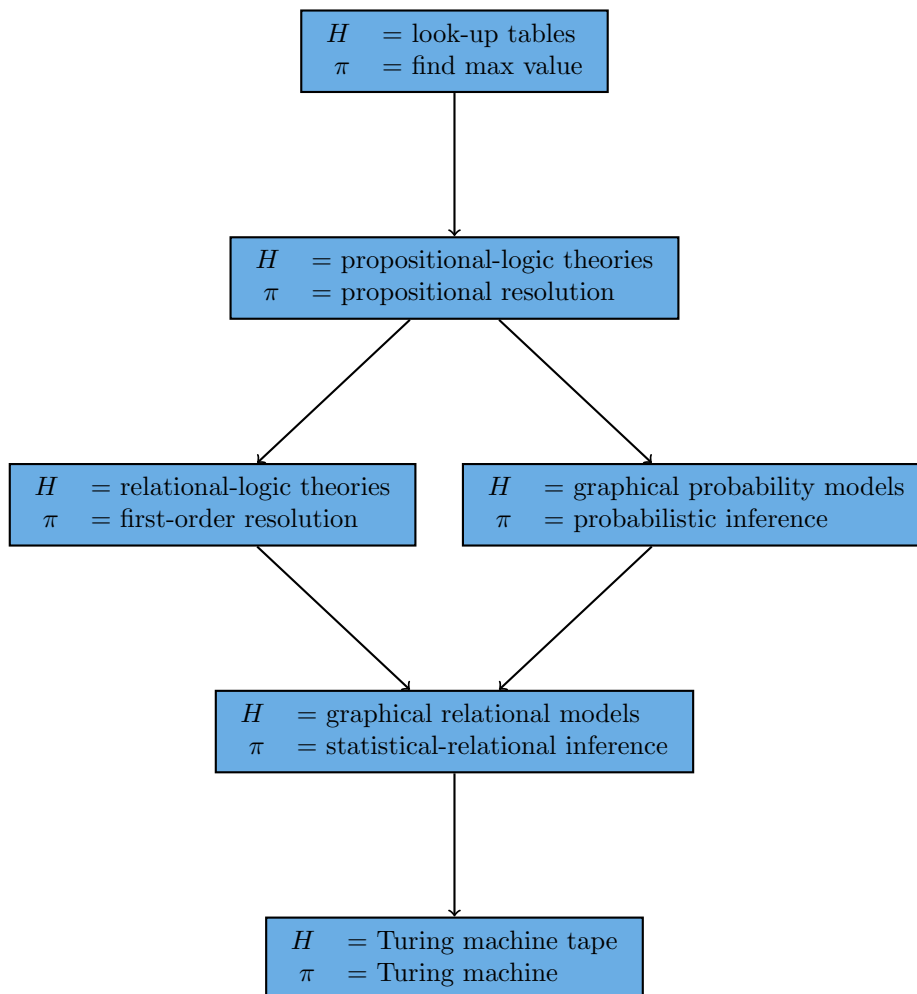 H = look-up tables
π = find max value
H = propositional-logic theories
π = propositional resolution
H = relational-logic theories
π = first-order resolution
H = graphical probability models
π = probabilistic inference
H = graphical relational models
π = statistical-relational inference
H = Turing machine tape
π = Turing machine